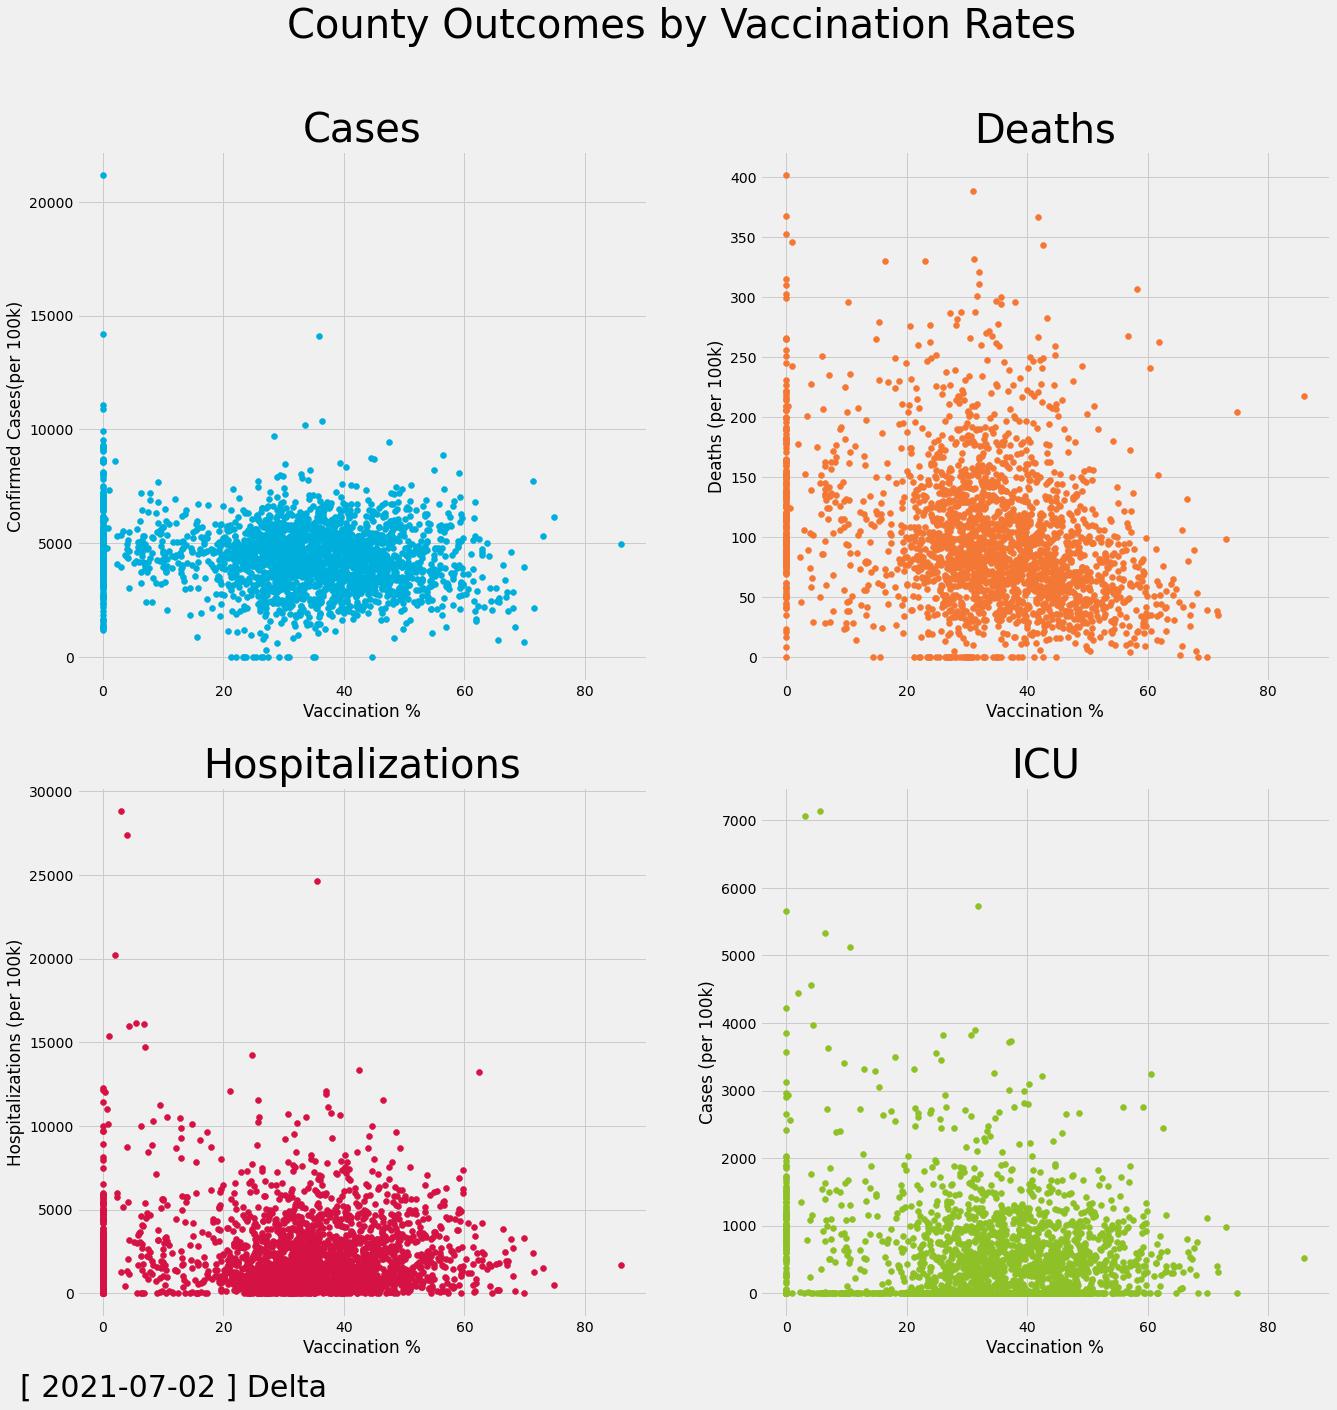 County Outcomes by Vaccination Rates
Cases
Confirmed Cases(per 100k)
20000
15000
10000
5000
0
0 20 40 60 80
Vaccination %
Deaths
Deaths (per 100k)
400
350
300
250
200
150
100
50
0
0 20 40 60 80
Vaccination %
Hospitalizations
Hospitalizations (per 100k)
30000
25000
20000
15000
10000
5000
0
0 20 40 60 80
Vaccination %
ICU
Cases (per 100k)
7000
6000
5000
4000
3000
2000
1000
0
0 20 40 60 80
Vaccination %
[ 2021-07-02 ] Delta